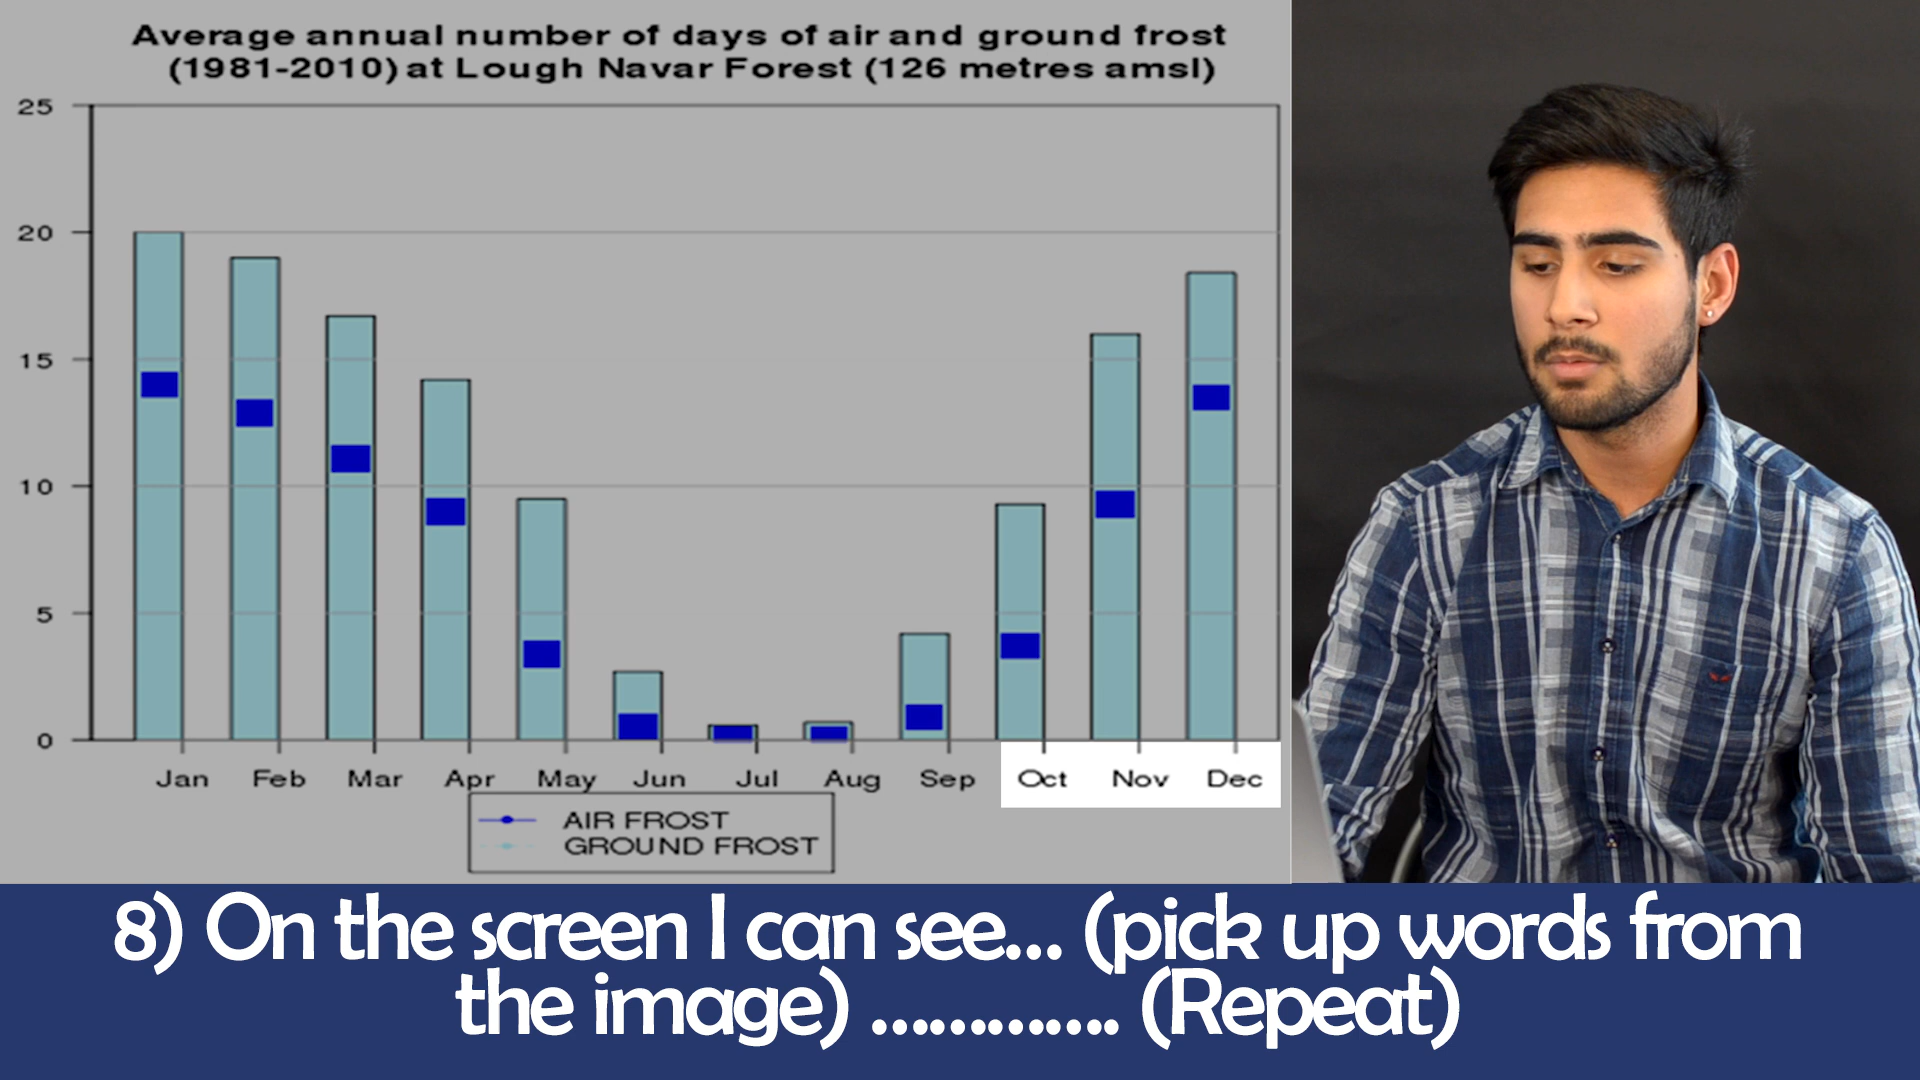 Average annual number of days of air and ground frost
(1981-2010) at Lough Navar Forest (126 metres amsl)
25
20
15
10
5
0
Jan Feb Mar Apr May Jun Jul Aug Sep Oct Nov Dec
AIR FROST
GROUND FROST
8) On the screen I can see... (pick up words from
the image) ............. (Repeat)